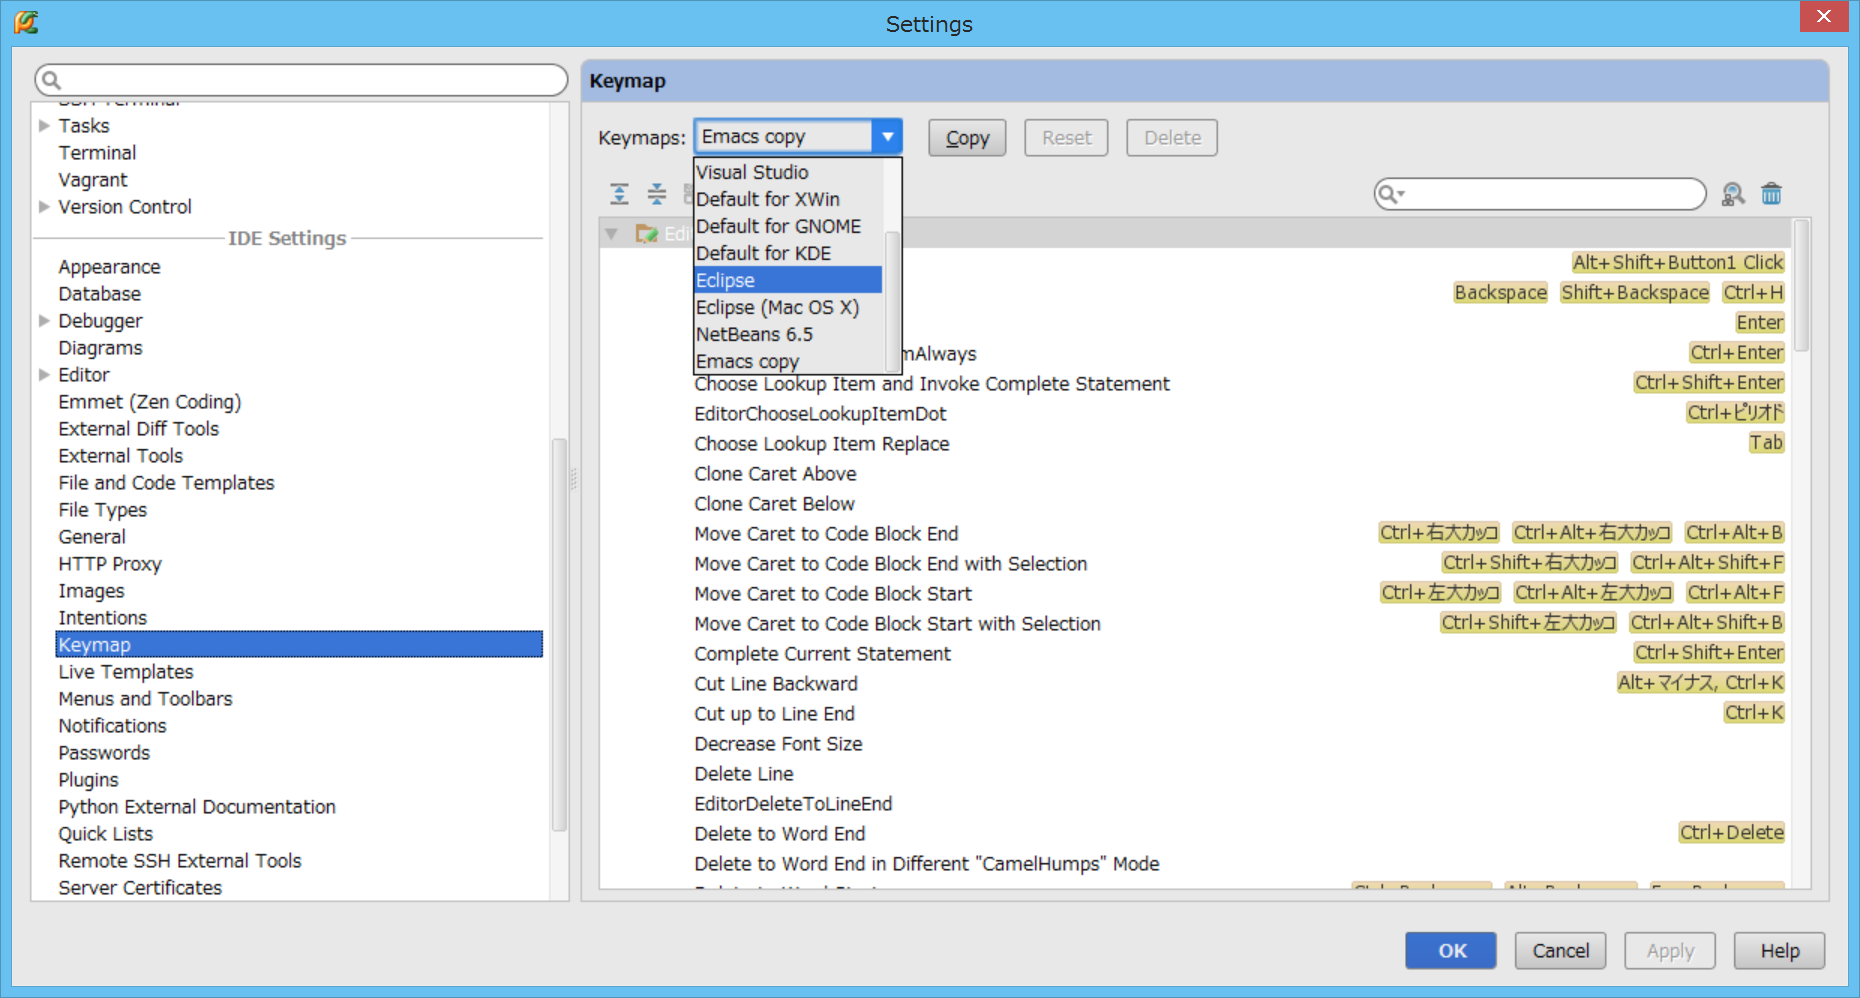 Settings
Tasks
Terminal
Vagrant
Version Control
IDE Settings
Appearance
Database
Debugger
Diagrams
Editor
Emmet (Zen Coding)
External Diff Tools
External Tools
File and Code Templates
File Types
General
HTTP Proxy
Images
Intentions
Keymap
Live Templates
Menus and Toolbars
Notifications
Passwords
Plugins
Python External Documentation
Quick Lists
Remote SSH External Tools
Server Certificates
Keymap
Keymaps: Emacs copy Copy Reset Delete
Visual Studio
Default for XWin
Default for GNOME
Default for KDE
Eclipse
Eclipse (Mac OS X)
NetBeans 6.5
Emacs copy
Alt+Shift+Button1 Click
Backspace Shift+Backspace Ctrl+H
Enter
mAlways Ctrl+Enter
Choose Lookup Item and Invoke Complete Statement Ctrl+Shift+Enter
EditorChooseLookupItemDot Ctrl+ピリオド
Choose Lookup Item Replace Tab
Clone Caret Above
Clone Caret Below
Move Caret to Code Block End Ctrl+右大カッコ Ctrl+Alt+右大カッコ Ctrl+Alt+B
Move Caret to Code Block End with Selection Ctrl+Shift+右大カッコ Ctrl+Alt+Shift+F
Move Caret to Code Block Start Ctrl+左大カッコ Ctrl+Alt+左大カッコ Ctrl+Alt+F
Move Caret to Code Block Start with Selection Ctrl+Shift+左大カッコ Ctrl+Alt+Shift+B
Complete Current Statement Ctrl+Shift+Enter
Cut Line Backward Alt+マイナス, Ctrl+K
Cut up to Line End Ctrl+K
Decrease Font Size
Delete Line
EditorDeleteToLineEnd
Delete to Word End Ctrl+Delete
Delete to Word End in Different "CamelHumps" Mode
OK Cancel Apply Help